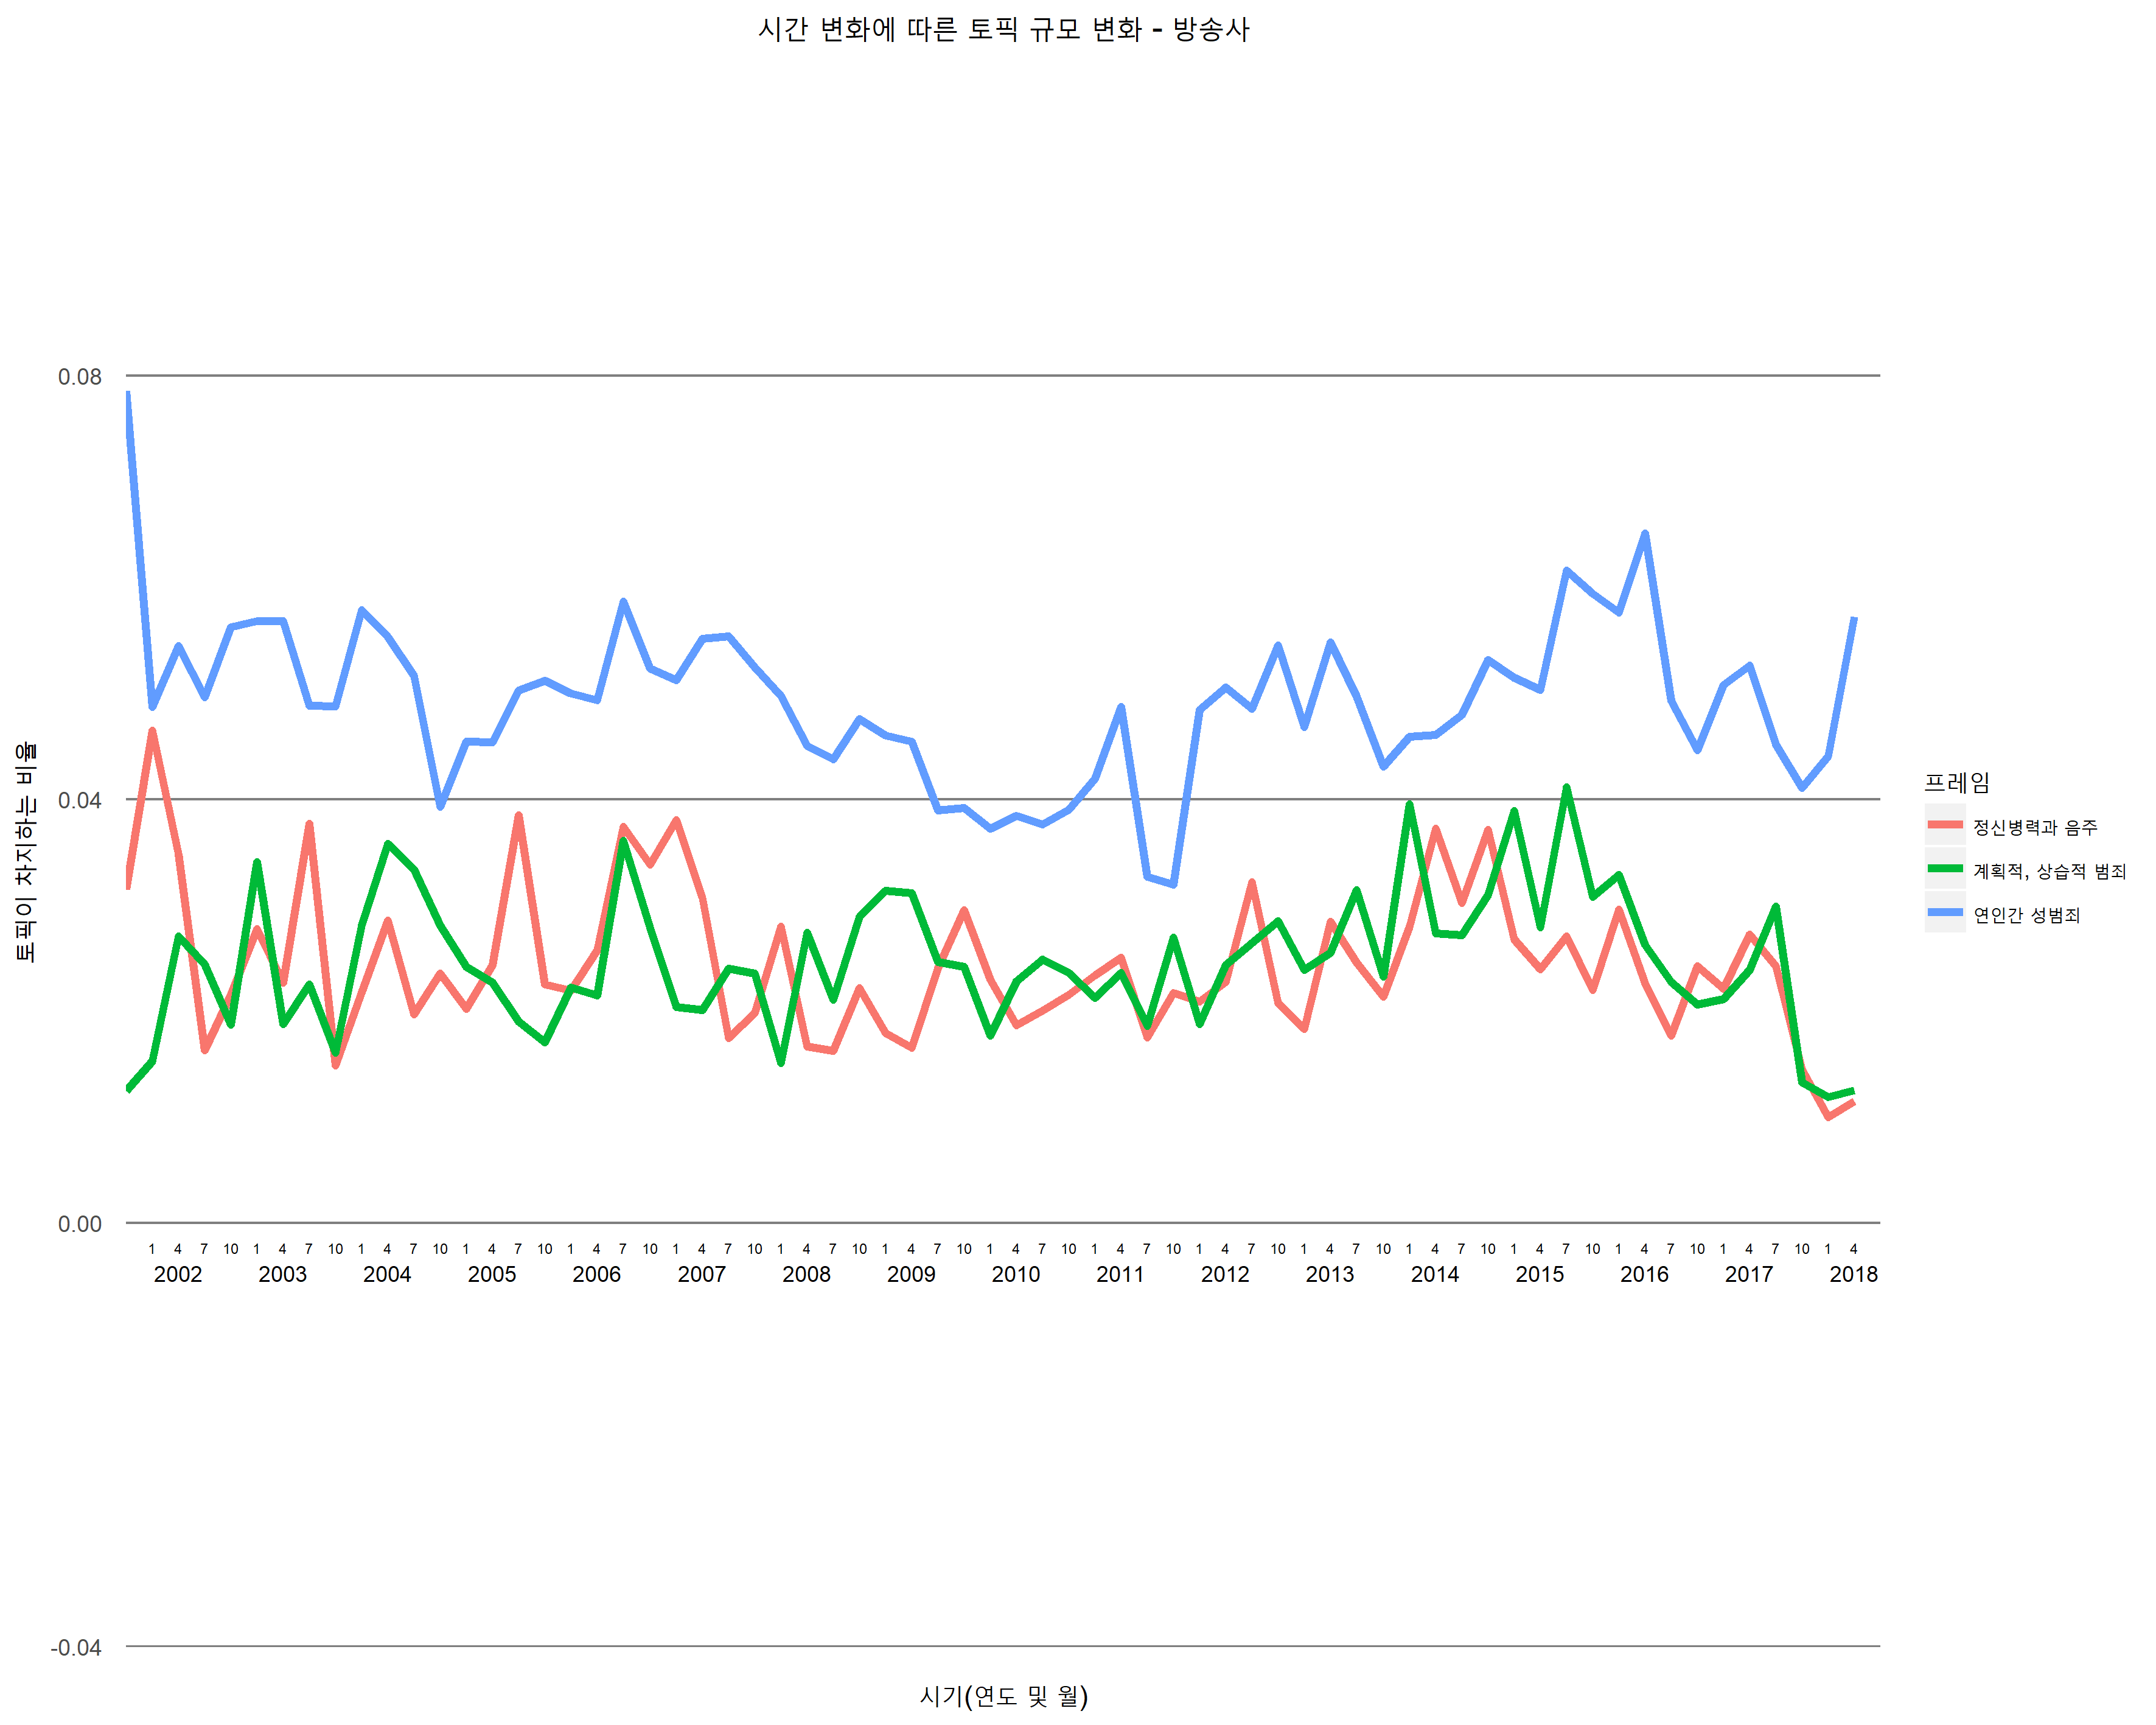 시간 변화에 따른 토픽 규모 변화 - 방송사
토픽이 차지하는 비율
0.08
0.04
0.00
-0.04
1 4 7 10 1 4 7 10 1 4 7 10 1 4 7 10 1 4 7 10 1 4 7 10 1 4 7 10 1 4 7 10 1 4 7 10 1 4 7 10 1 4 7 10 1 4 7 10 1 4 7 10 1 4 7 10 1 4 7 10 1 4 7 10 1 4
2002 2003 2004 2005 2006 2007 2008 2009 2010 2011 2012 2013 2014 2015 2016 2017 2018
시기(연도 및 월)
프레임
정신병력과 음주
계획적, 상습적 범죄
연인간 성범죄